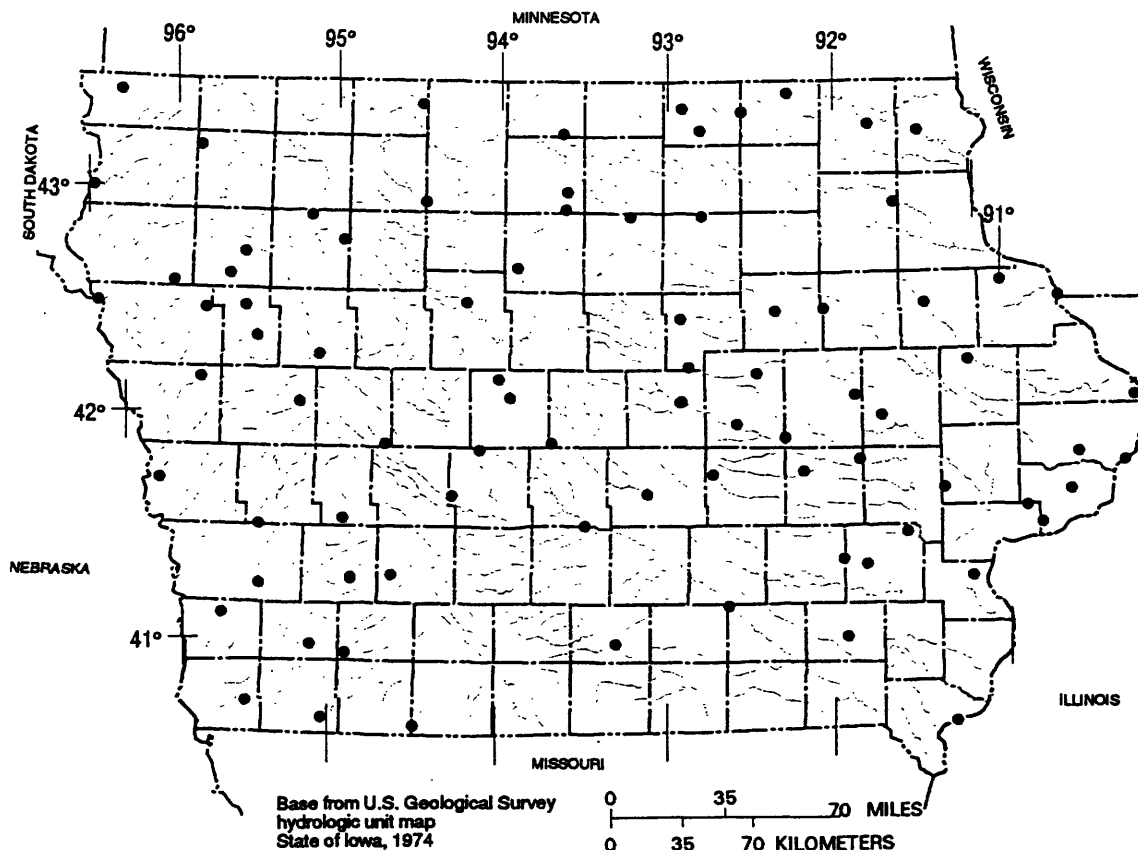 MINNESOTA
96° 95° 94° 93° 92°
WISCONSIN
SOUTH DAKOTA
43°
91°
42°
NEBRASKA
41°
ILLINOIS
MISSOURI
Base from U.S. Geological Survey
hydrologic unit map
State of Iowa, 1974
0 35 70 MILES
0 35 70 KILOMETERS